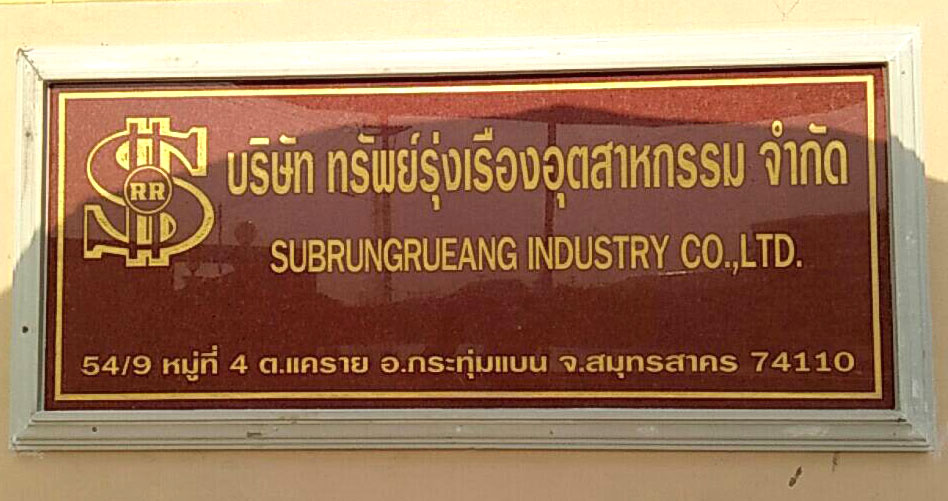 RR
บริษัท ทรัพย์รุ่งเรืองอุตสาหกรรม จำกัด
SUBRUNGRUEANG INDUSTRY CO.,LTD.
54/9 หมู่ที่ 4 ต.แคราย อ.กระทุ่มแบน จ.สมุทรสาคร 74110